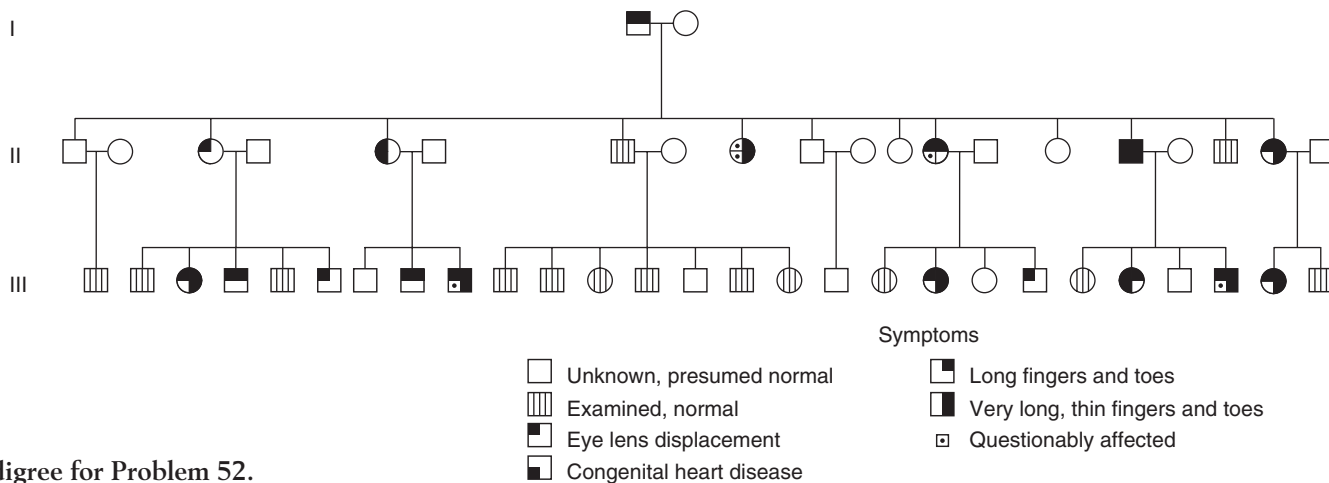 I
II
III
Symptoms
Unknown, presumed normal
Examined, normal
Eye lens displacement
Congenital heart disease
Long fingers and toes
Very long, thin fingers and toes
Questionably affected
digree for Problem 52.